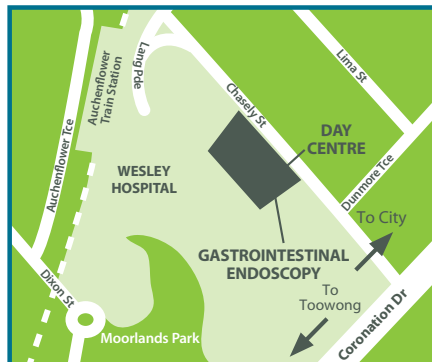 Lang Pde
Auchenflower
Train Station
Lima St
Chasely St
Auchenflower Tce
DAY
CENTRE
WESLEY
HOSPITAL
Dunmore Tce
To City
GASTROINTESTINAL
ENDOSCOPY
Dixon St
To
Toowong
Moorlands Park
Coronation Dr